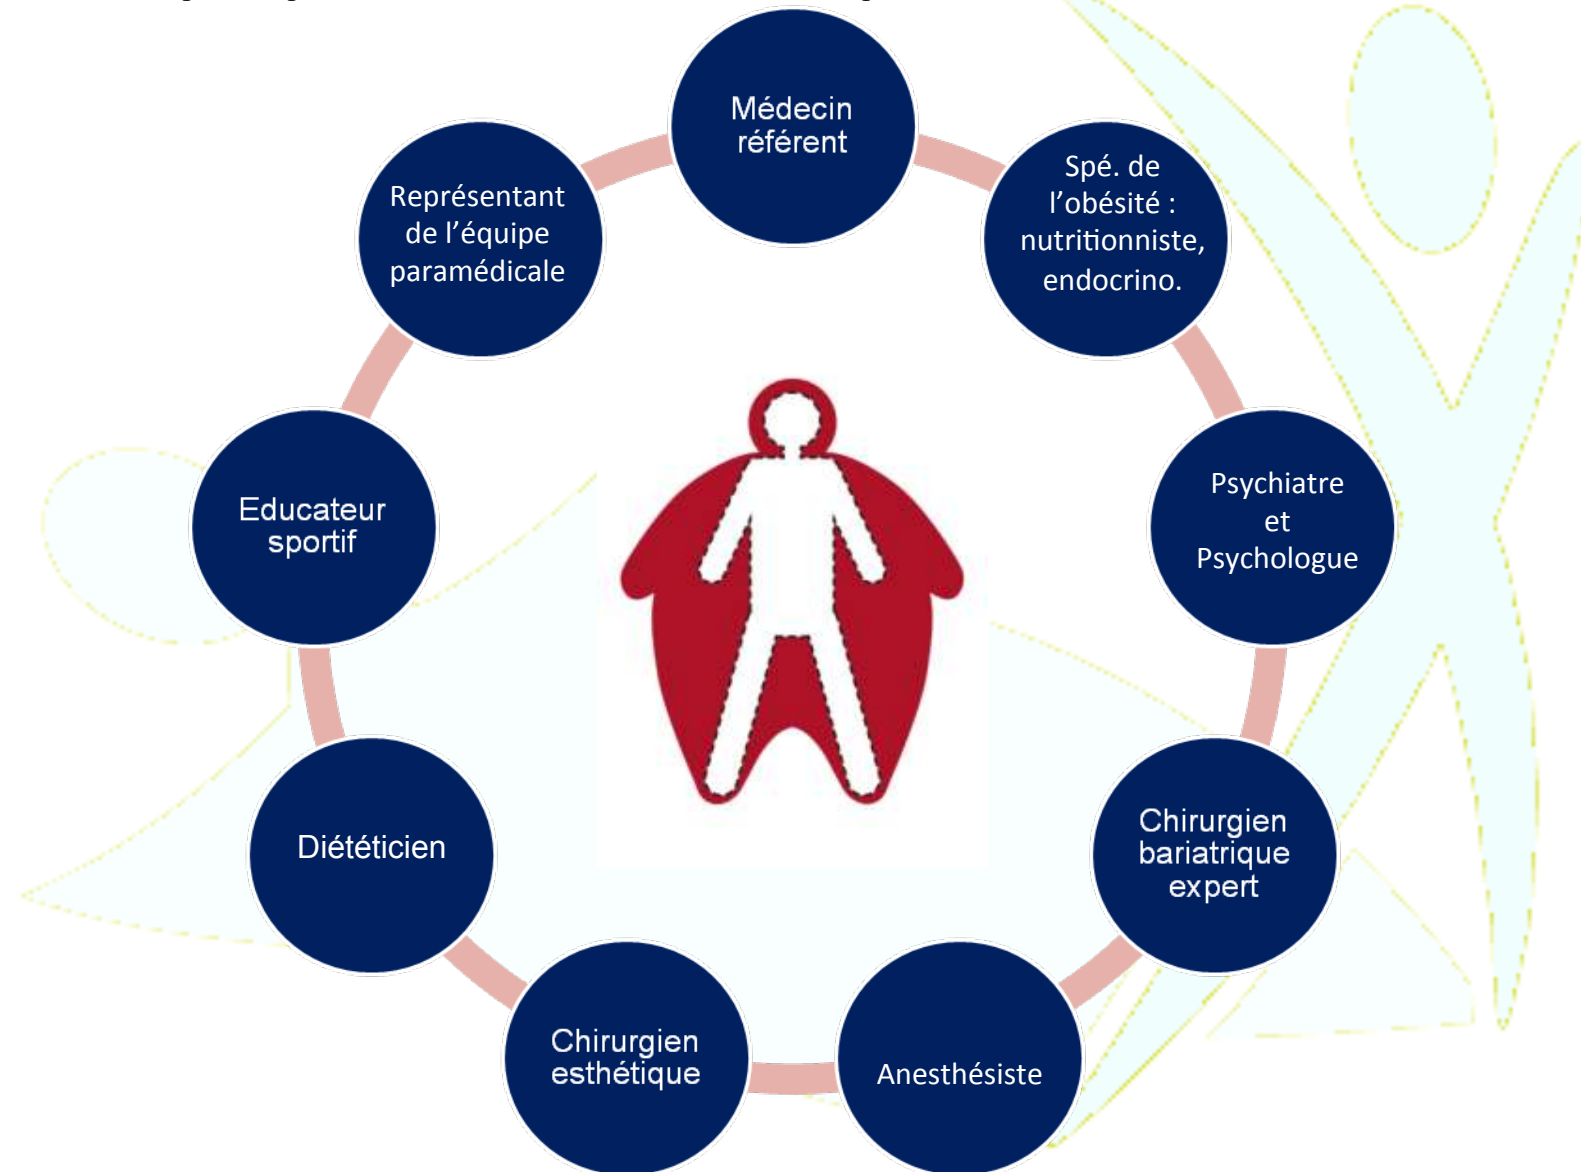 Médecin
référent
Spé. de
l’obésité :
nutritionniste,
endocrino.
Psychiatre
et
Psychologue
Chirurgien
bariatrique
expert
Anesthésiste
Chirurgien
esthétique
Diététicien
Educateur
sportif
Représentant
de l’équipe
paramédicale